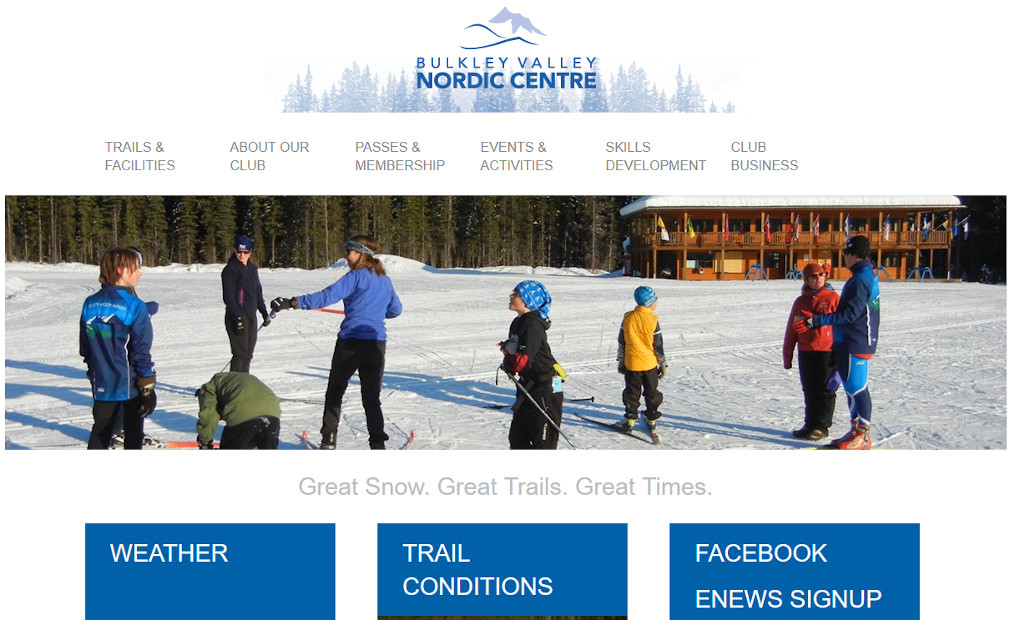 BULKLEY VALLEY
NORDIC CENTRE
TRAILS &
FACILITIES
ABOUT OUR
CLUB
PASSES &
MEMBERSHIP
EVENTS &
ACTIVITIES
SKILLS
DEVELOPMENT
CLUB
BUSINESS
Great Snow. Great Trails. Great Times.
WEATHER
TRAIL
CONDITIONS
FACEBOOK
ENEWS SIGNUP